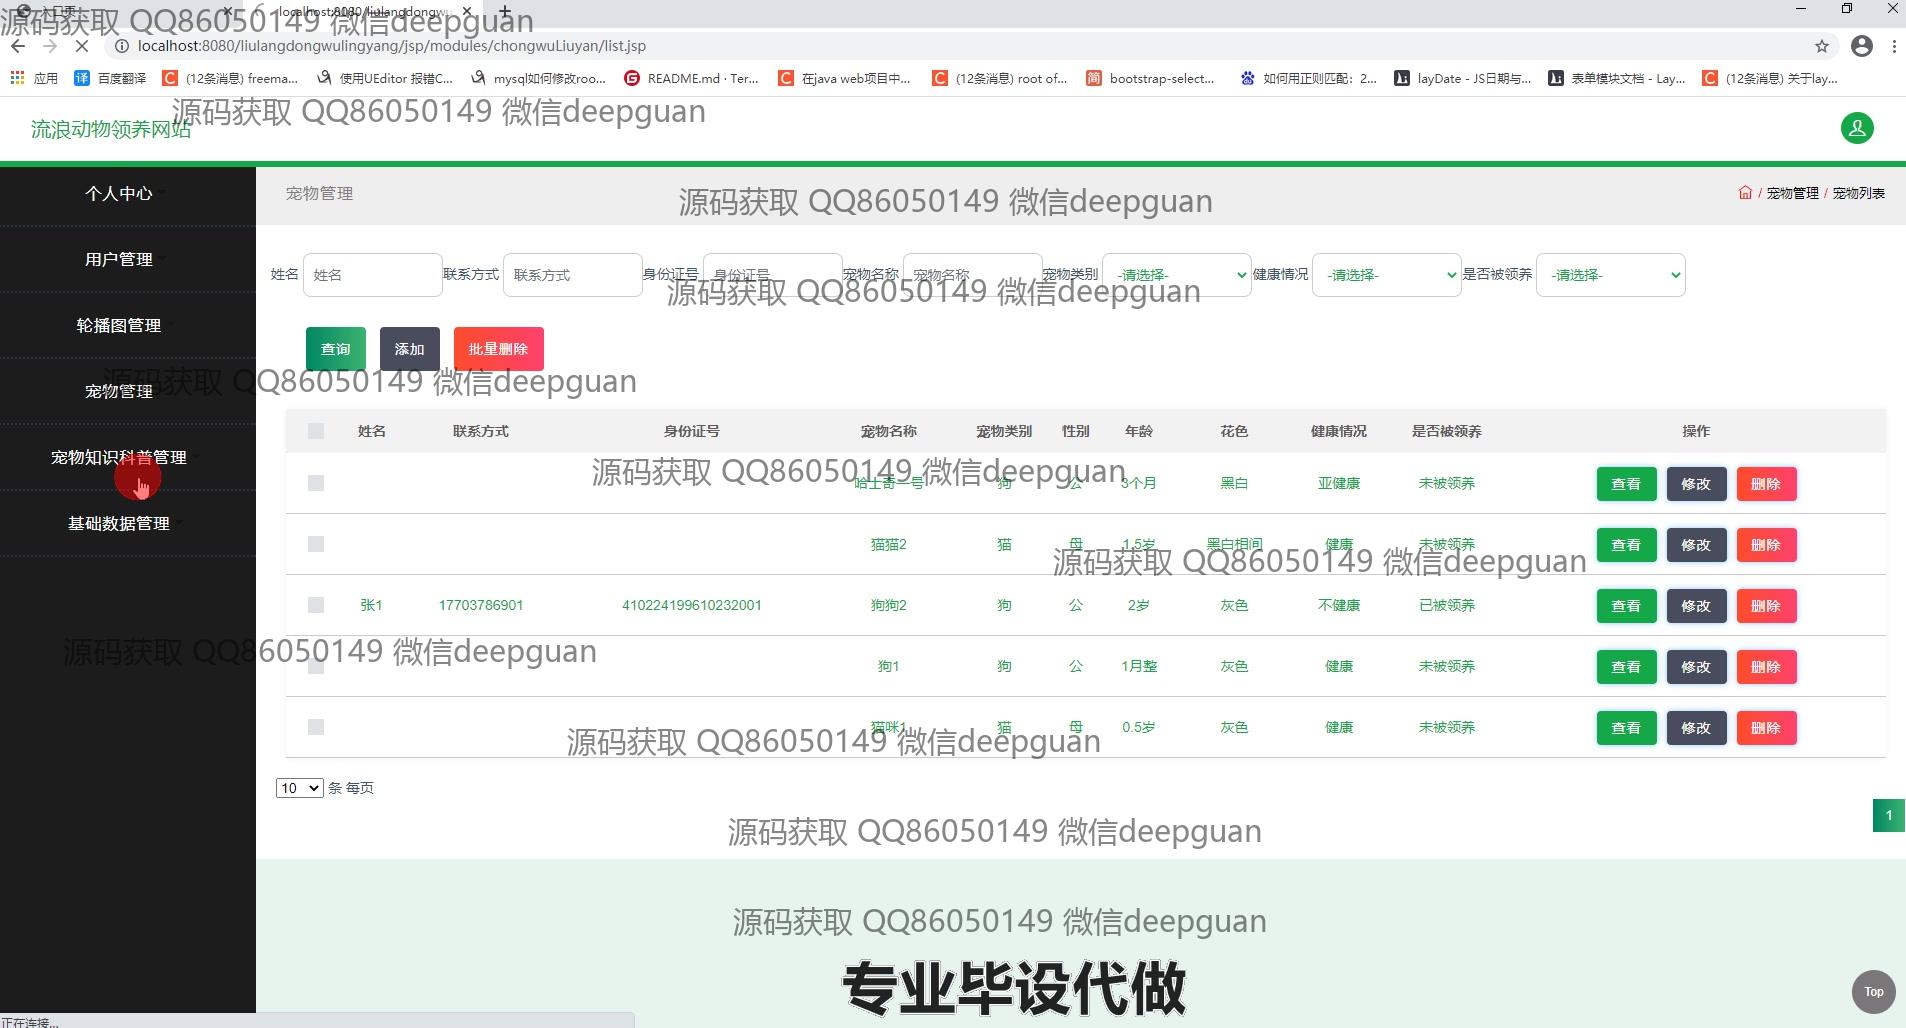 入口页
localhost:8080/liulangdongwu
源码获取 QQ86050149 微信deepguan
localhost:8080/liulangdongwulingyang/jsp/modules/chongwuLiuyan/list.jsp
应用 百度翻译 (12条消息) freema... 使用UEditor 报错C... mysql如何修改roo... README.md · Ter... 在java web项目中... (12条消息) root of... bootstrap-select... 如何用正则匹配：2... layDate - JS日期与... 表单模块文档 - Lay... (12条消息) 关于lay...
源码获取 QQ86050149 微信deepguan
流浪动物领养网站
个人中心
用户管理
轮播图管理
宠物管理
宠物知识科普管理
基础数据管理
宠物管理
源码获取 QQ86050149 微信deepguan
/ 宠物管理 / 宠物列表
姓名 姓名 联系方式 联系方式 身份证号 身份证号 宠物名称 宠物名称 宠物类别 -请选择- 健康情况 -请选择- 是否被领养 -请选择-
源码获取 QQ86050149 微信deepguan
查询 添加 批量删除
源码获取 QQ86050149 微信deepguan
姓名 联系方式 身份证号 宠物名称 宠物类别 性别 年龄 花色 健康情况 是否被领养 操作
源码获取 QQ86050149 微信deepguan
哈士奇一号 狗 公 3个月 黑白 亚健康 未被领养 查看 修改 删除
猫猫2 猫 母 1.5岁 黑白相间 健康 未被领养 查看 修改 删除
源码获取 QQ86050149 微信deepguan
张1 17703786901 410224199610232001 狗狗2 狗 公 2岁 灰色 不健康 已被领养 查看 修改 删除
源码获取 QQ86050149 微信deepguan
狗1 狗 公 1月整 灰色 健康 未被领养 查看 修改 删除
猫咪1 猫 母 0.5岁 灰色 健康 未被领养 查看 修改 删除
源码获取 QQ86050149 微信deepguan
10 条 每页
1
源码获取 QQ86050149 微信deepguan
源码获取 QQ86050149 微信deepguan
专业毕设代做
Top
正在连接...